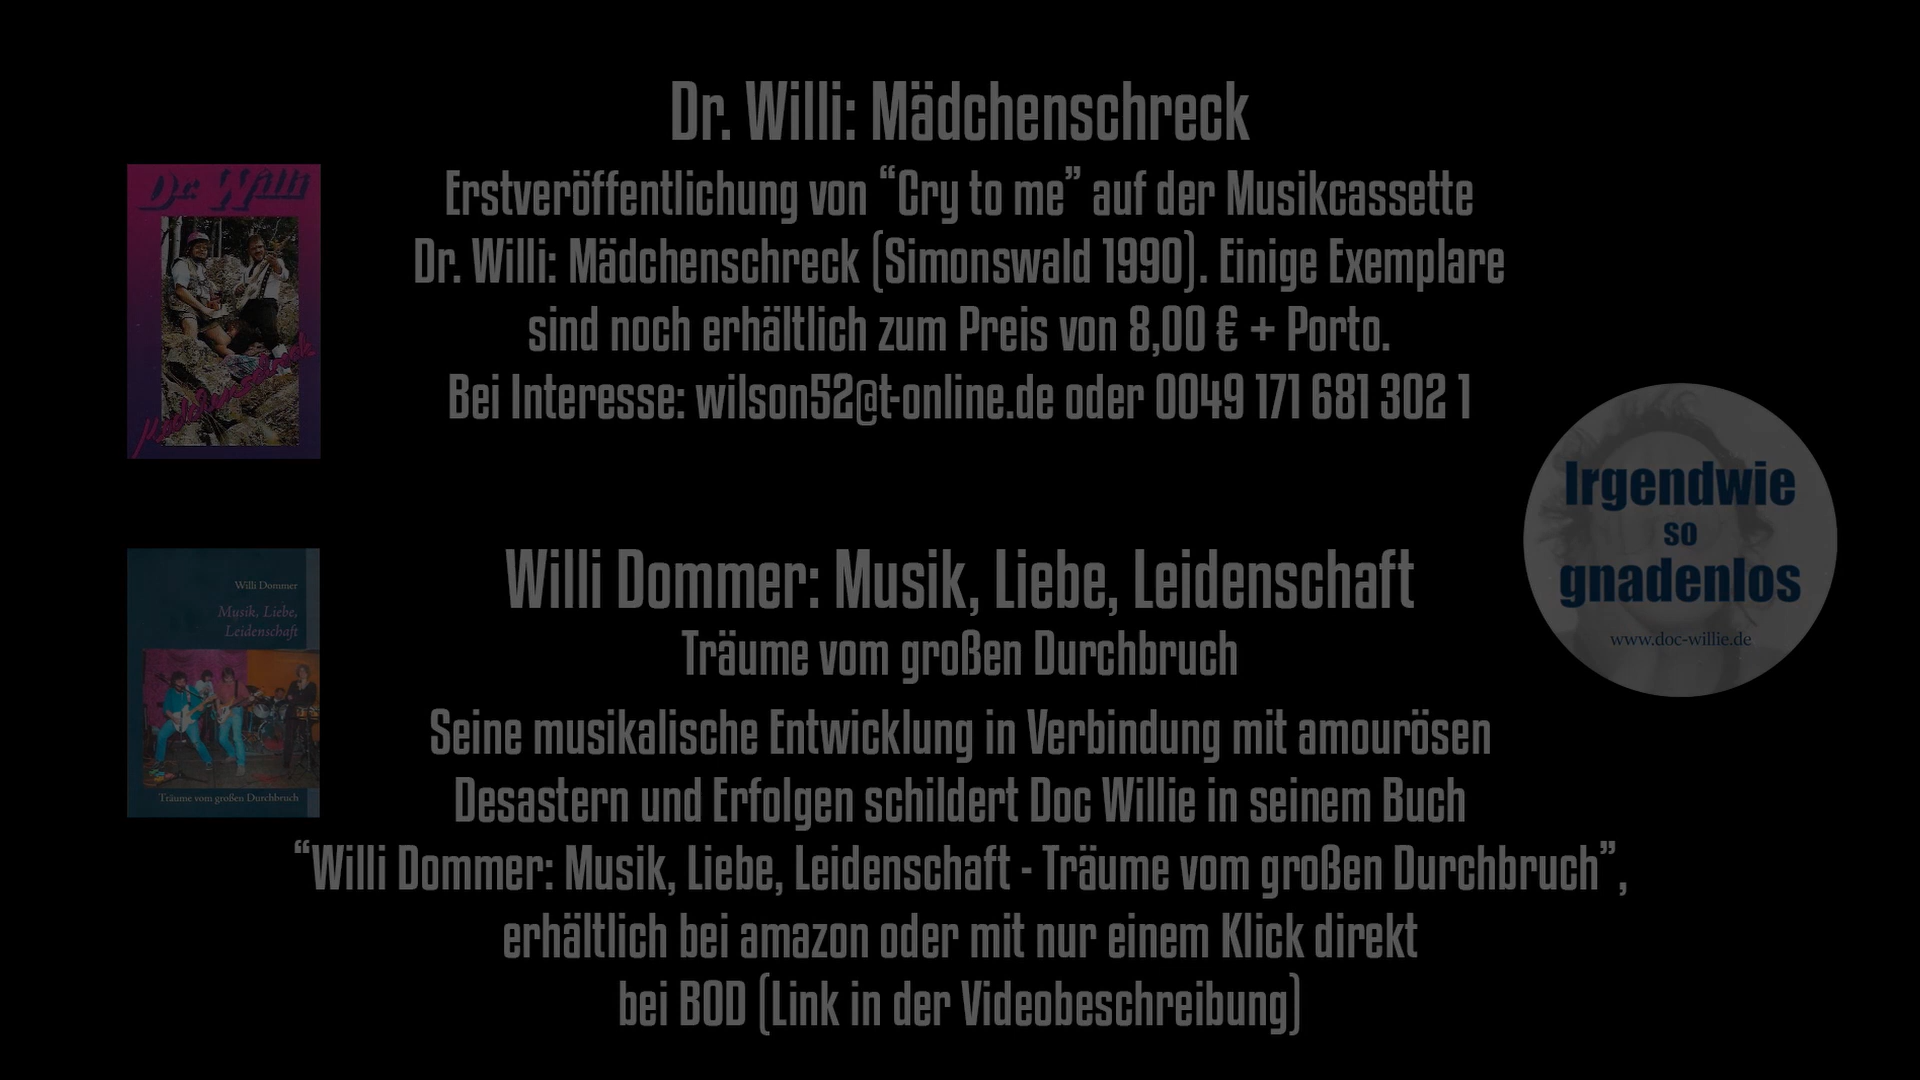 Dr. Willi: Mädchenschreck
Dr. Willi
Mädchenschreck
Erstveröffentlichung von “Cry to me” auf der Musikcassette
Dr. Willi: Mädchenschreck (Simonswald 1990). Einige Exemplare
sind noch erhältlich zum Preis von 8,00 € + Porto.
Bei Interesse: wilson52@t-online.de oder 0049 171 681 302 1
Irgendwie
so
gnadenlos
www.doc-willie.de
Willi Dommer
Musik, Liebe,
Leidenschaft
Träume vom großen Durchbruch
Willi Dommer: Musik, Liebe, Leidenschaft
Träume vom großen Durchbruch
Seine musikalische Entwicklung in Verbindung mit amourösen
Desastern und Erfolgen schildert Doc Willie in seinem Buch
“Willi Dommer: Musik, Liebe, Leidenschaft - Träume vom großen Durchbruch”,
erhältlich bei amazon oder mit nur einem Klick direkt
bei BOD (Link in der Videobeschreibung)